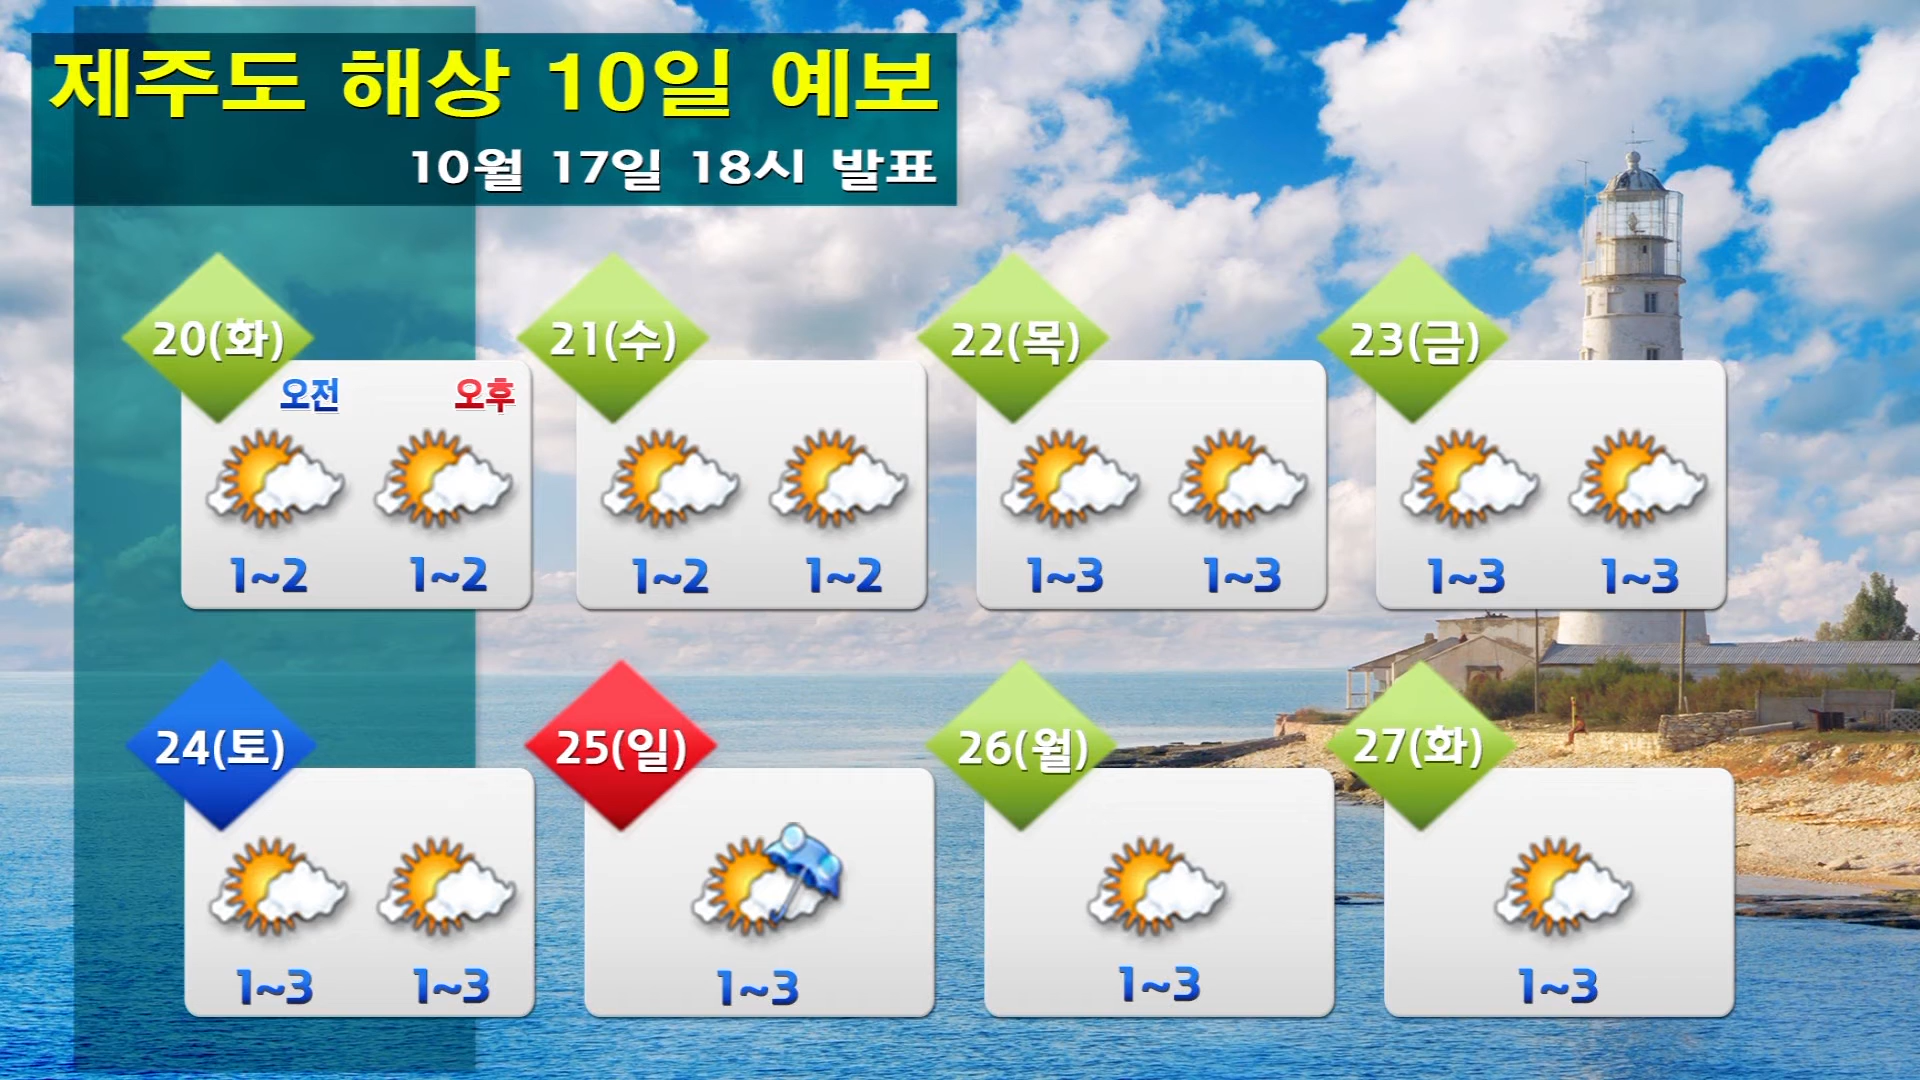 제주도 해상 10일 예보
10월 17일 18시 발표
20(화)
21(수)
22(목)
23(금)
오전 오후
1~2 1~2
1~2 1~2
1~3 1~3
1~3 1~3
24(토)
25(일)
26(월)
27(화)
1~3 1~3
1~3
1~3
1~3